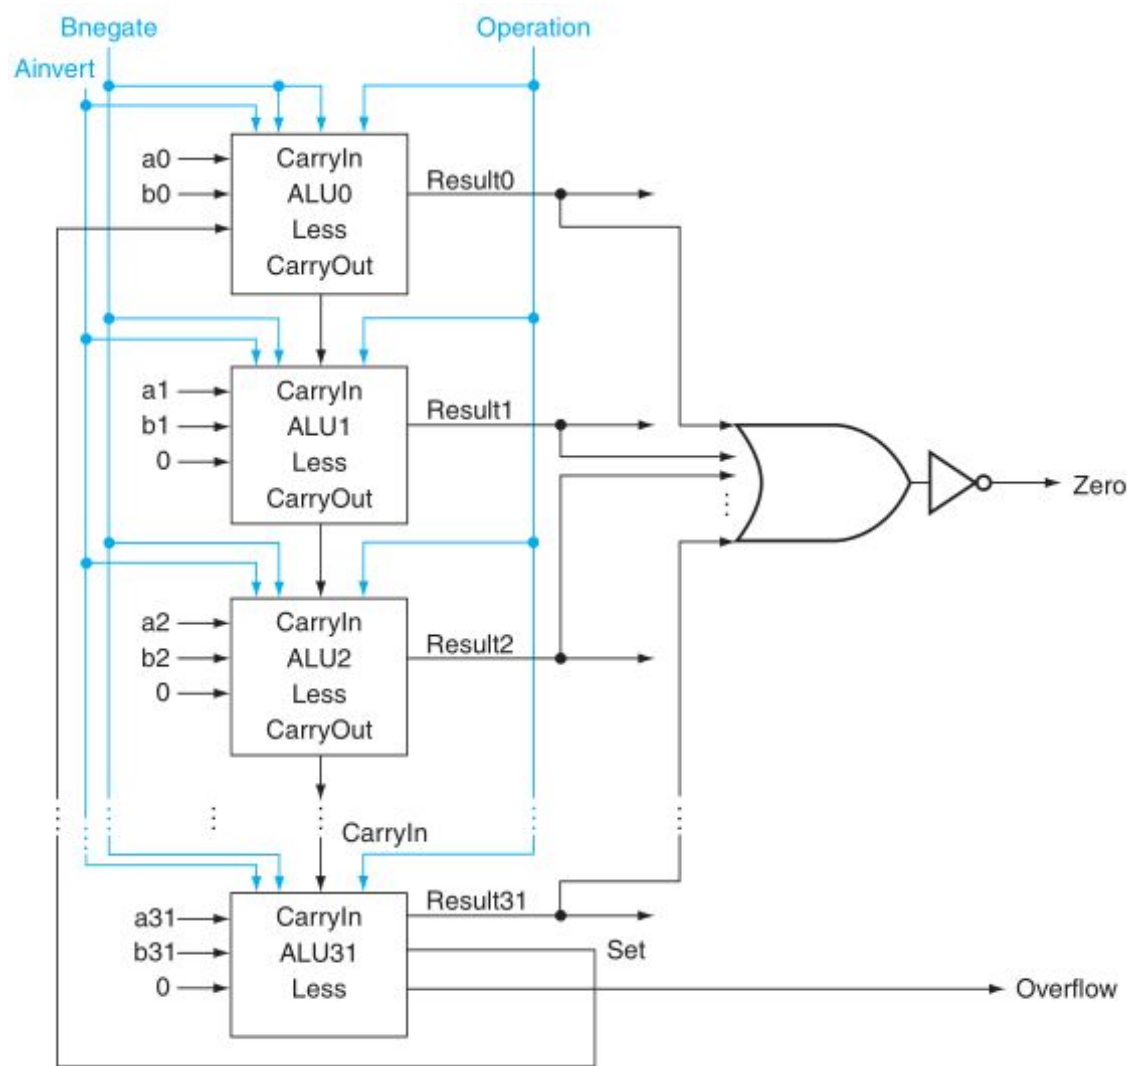 Bnegate
Operation
Ainvert
a0
CarryIn
Result0
b0
ALU0
Less
CarryOut
a1
CarryIn
Result1
b1
ALU1
0
Less
CarryOut
Zero
a2
CarryIn
Result2
b2
ALU2
0
Less
CarryOut
CarryIn
a31
CarryIn
Result31
b31
ALU31
Set
0
Less
Overflow